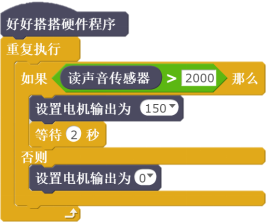 好好搭搭硬件程序
重复执行
如果 读声音传感器 > 2000 那么
设置电机输出为 150
等待 2 秒
否则
设置电机输出为 0